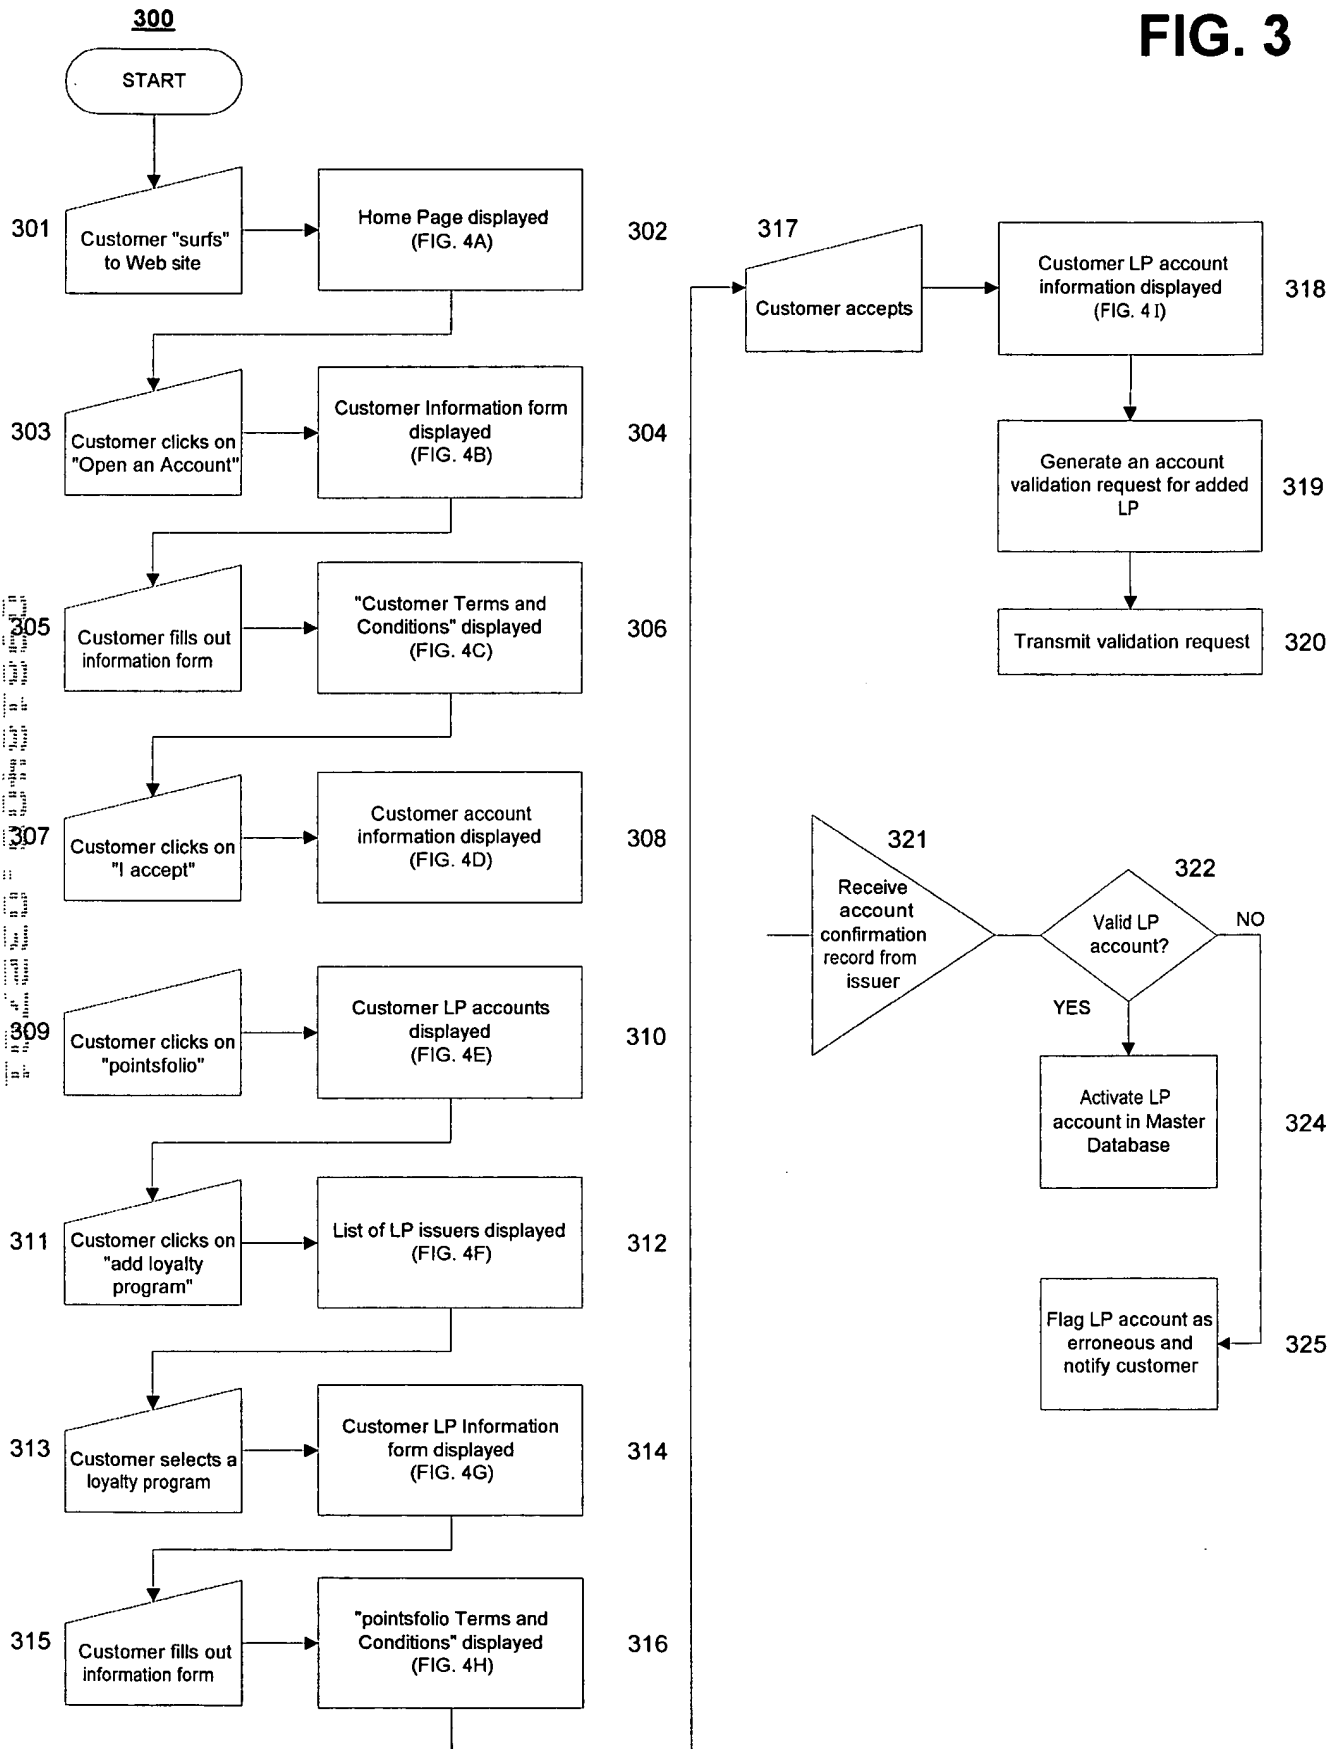 300
FIG. 3
START
301
Customer "surfs"
to Web site
Home Page displayed
(FIG. 4A)
302
303
Customer clicks on
"Open an Account"
Customer Information form
displayed
(FIG. 4B)
304
305
Customer fills out
information form
"Customer Terms and
Conditions" displayed
(FIG. 4C)
306
307
Customer clicks on
"I accept"
Customer account
information displayed
(FIG. 4D)
308
309
Customer clicks on
"pointsfolio"
Customer LP accounts
displayed
(FIG. 4E)
310
311
Customer clicks on
"add loyalty
program"
List of LP issuers displayed
(FIG. 4F)
312
313
Customer selects a
loyalty program
Customer LP Information
form displayed
(FIG. 4G)
314
315
Customer fills out
information form
"pointsfolio Terms and
Conditions" displayed
(FIG. 4H)
316
317
Customer accepts
Customer LP account
information displayed
(FIG. 4I)
318
Generate an account
validation request for added
LP
319
Transmit validation request
320
321
Receive
account
confirmation
record from
issuer
322
Valid LP
account?
NO
YES
Activate LP
account in Master
Database
324
Flag LP account as
erroneous and
notify customer
325